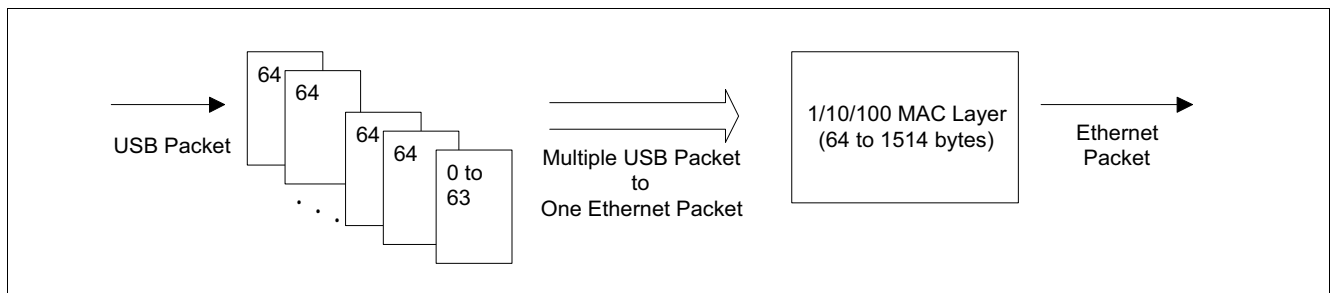 USB Packet
64
64
64
64
0 to
63
Multiple USB Packet
to
One Ethernet Packet
1/10/100 MAC Layer
(64 to 1514 bytes)
Ethernet
Packet